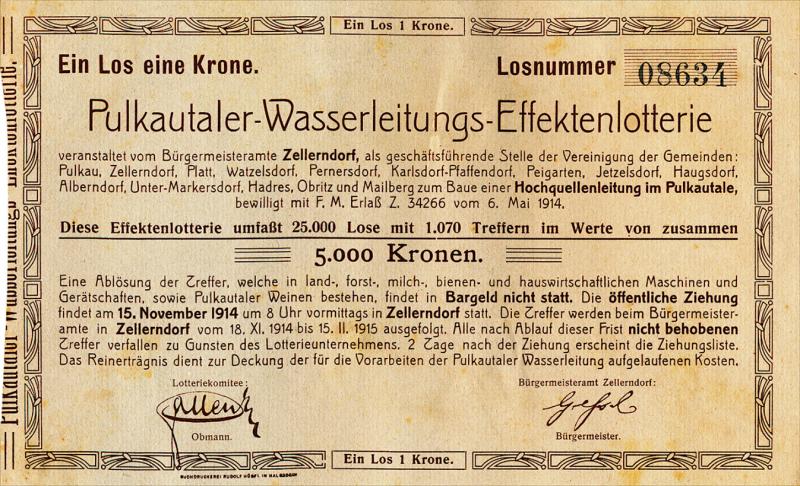 Ein Los 1 Krone.
Ein Los eine Krone.
Losnummer 08634
Pulkautaler-Wasserleitungs-Effektenlotterie
veranstaltet vom Bürgermeisteramte Zellerndorf, als geschäftsführende Stelle der Vereinigung der Gemeinden:
Pulkau, Zellerndorf, Platt, Watzelsdorf, Pernersdorf, Karlsdorf-Pfaffendorf, Peigarten, Jetzelsdorf, Haugsdorf,
Alberndorf, Unter-Markersdorf, Hadres, Obritz und Mailberg zum Baue einer Hochquellenleitung im Pulkautale,
bewilligt mit F. M. Erlaß Z. 34266 vom 6. Mai 1914.
Diese Effektenlotterie umfaßt 25.000 Lose mit 1.070 Treffern im Werte von zusammen
5.000 Kronen.
Eine Ablösung der Treffer, welche in land-, forst-, milch-, bienen- und hauswirtschaftlichen Maschinen und
Gerätschaften, sowie Pulkautaler Weinen bestehen, findet in Bargeld nicht statt. Die öffentliche Ziehung
findet am 15. November 1914 um 8 Uhr vormittags in Zellerndorf statt. Die Treffer werden beim Bürgermeister-
amte in Zellerndorf vom 18. XI. 1914 bis 15. II. 1915 ausgefolgt. Alle nach Ablauf dieser Frist nicht behobenen
Treffer verfallen zu Gunsten des Lotterieunternehmens. 2 Tage nach der Ziehung erscheint die Ziehungsliste.
Das Reinerträgnis dient zur Deckung der für die Vorarbeiten der Pulkautaler Wasserleitung aufgelaufenen Kosten.
Lotteriekomitee:
Obmann.
Bürgermeisteramt Zellerndorf:
Bürgermeister.
Ein Los 1 Krone.
BUCHDRUCKEREI RUDOLF